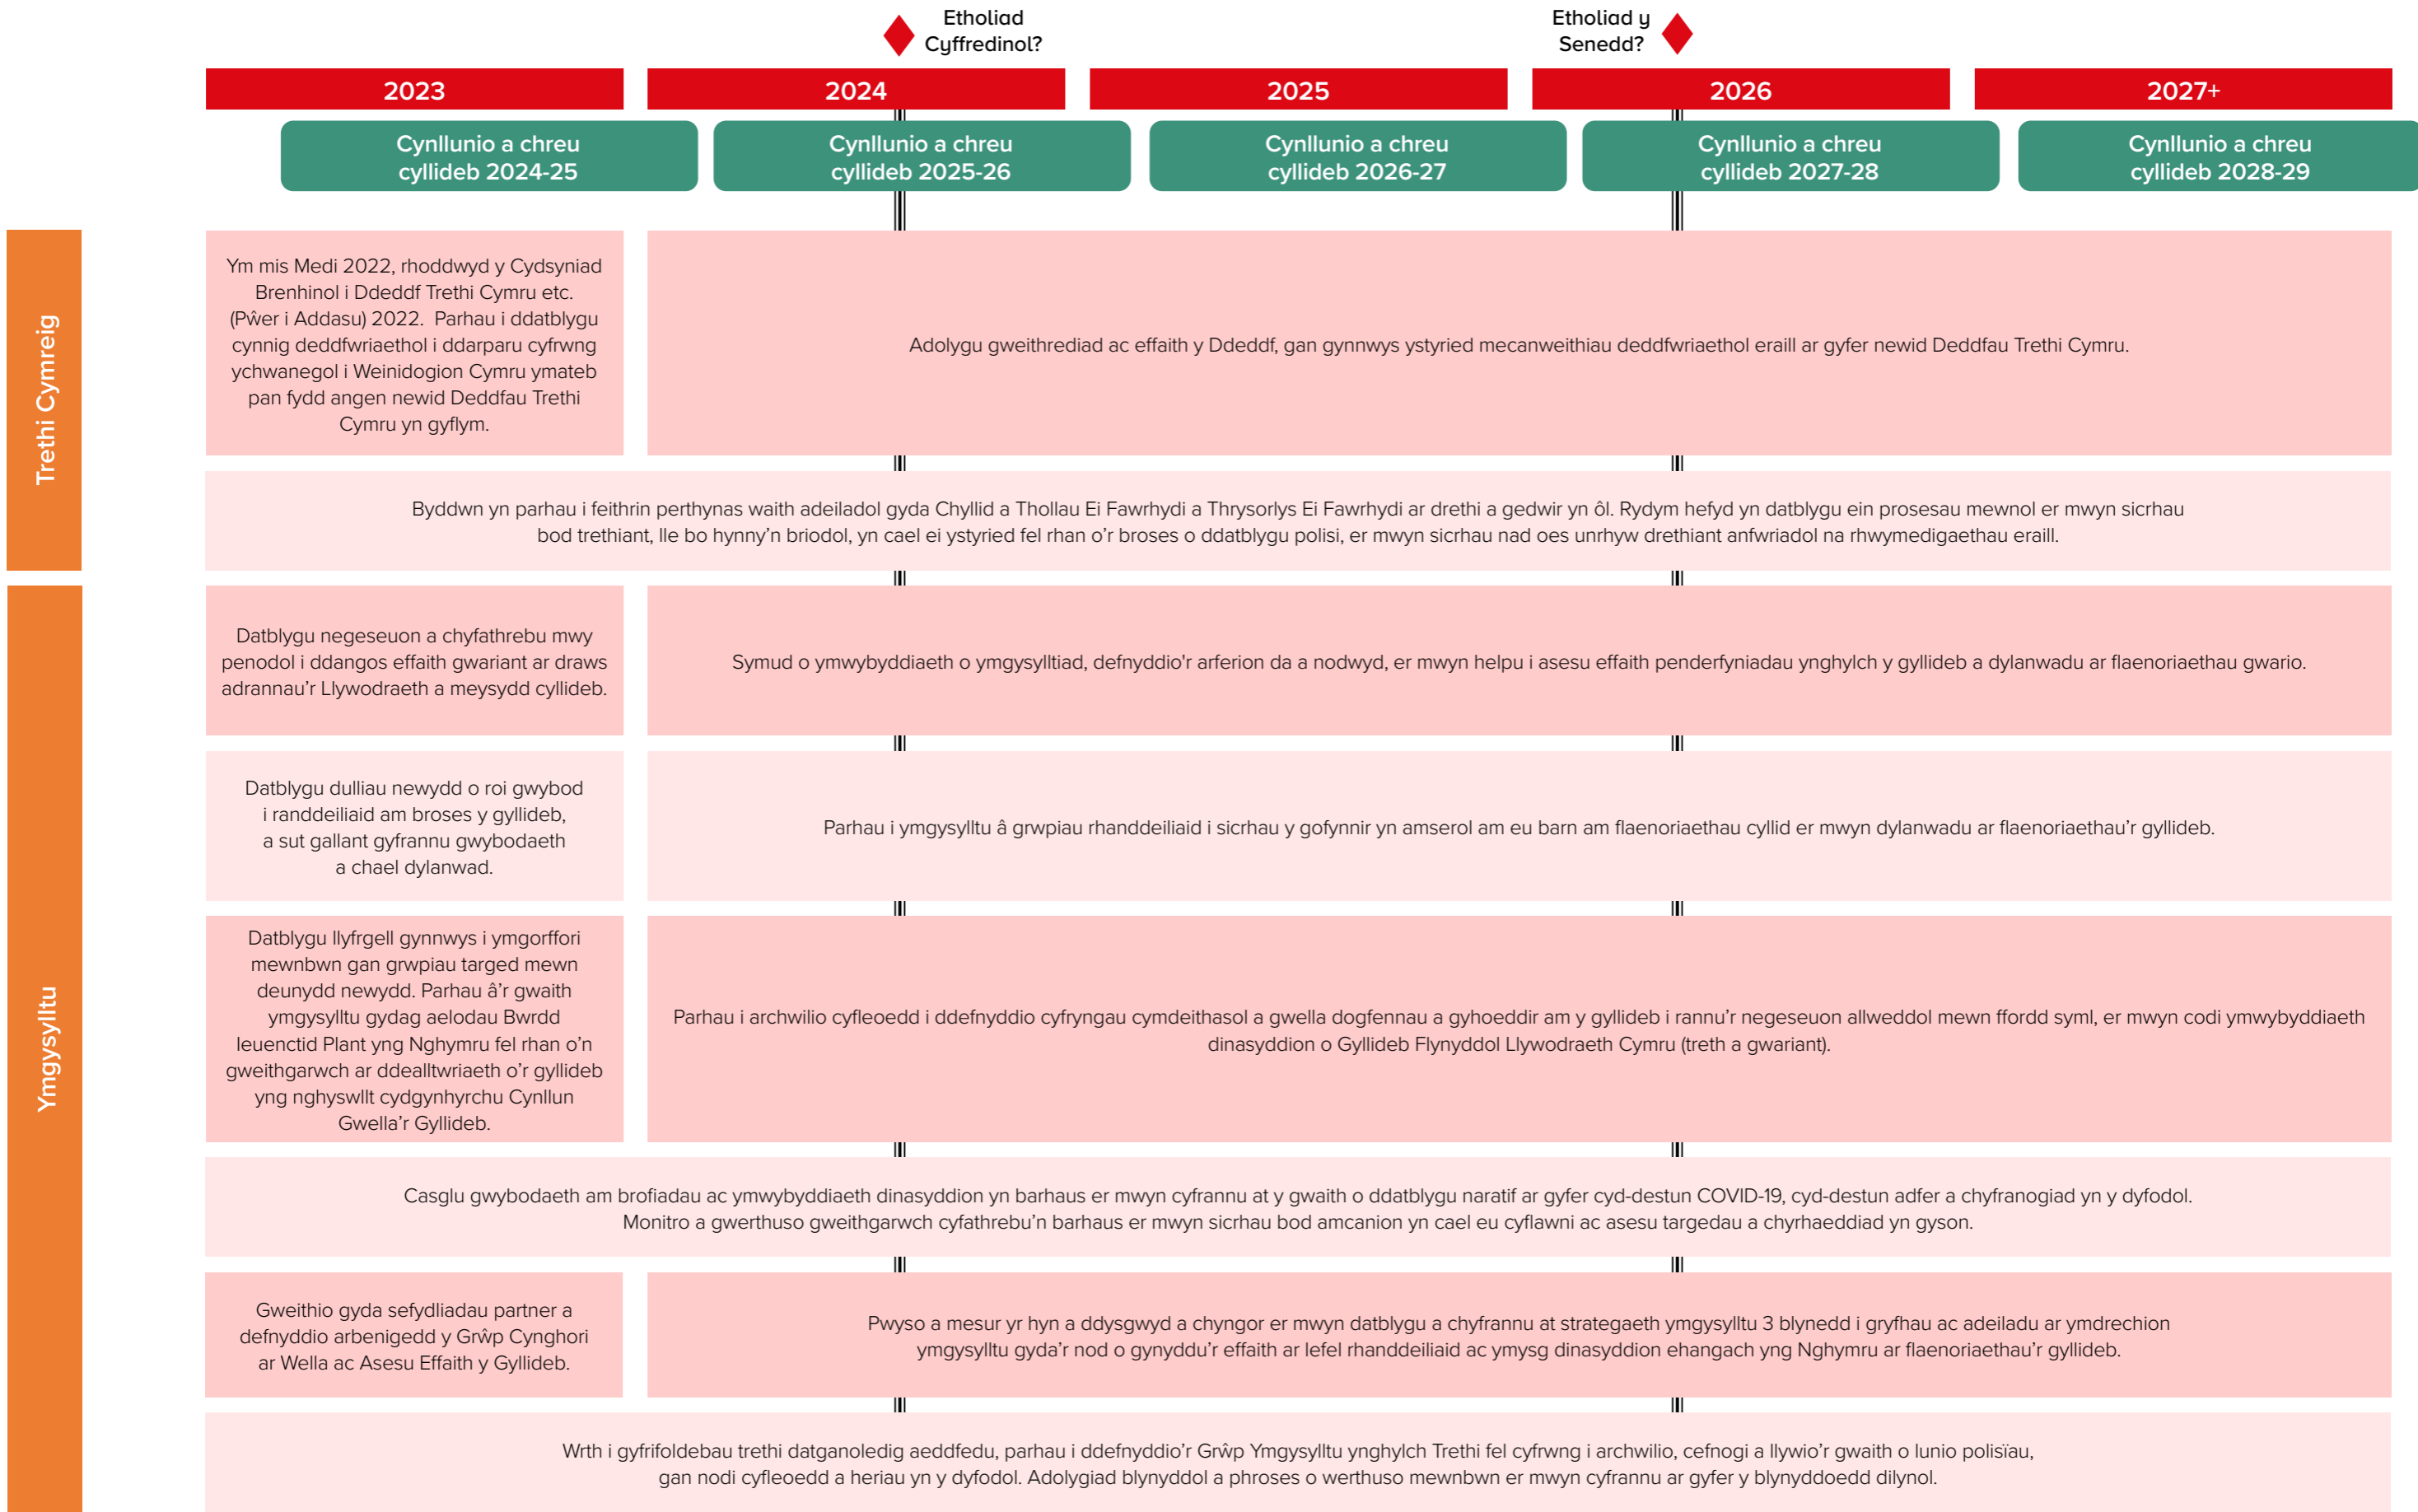 Etholiad
Cyffredinol?
Etholiad y
Senedd?
2023
2024
2025
2026
2027+
Cynllunio a chreu
cyllideb 2024-25
Cynllunio a chreu
cyllideb 2025-26
Cynllunio a chreu
cyllideb 2026-27
Cynllunio a chreu
cyllideb 2027-28
Cynllunio a chreu
cyllideb 2028-29
Trethi Cymreig
Ym mis Medi 2022, rhoddwyd y Cydsyniad
Brenhinol i Ddeddf Trethi Cymru etc.
(Pŵer i Addasu) 2022. Parhau i ddatblygu
cynnig deddfwriaethol i ddarparu cyfrwng
ychwanegol i Weinidogion Cymru ymateb
pan fydd angen newid Deddfau Trethi
Cymru yn gyflym.
Adolygu gweithrediad ac effaith y Ddeddf, gan gynnwys ystyried mecanweithiau deddfwriaethol eraill ar gyfer newid Deddfau Trethi Cymru.
Byddwn yn parhau i feithrin perthynas waith adeiladol gyda Chyllid a Thollau Ei Fawrhydi a Thrysorlys Ei Fawrhydi ar drethi a gedwir yn ôl. Rydym hefyd yn datblygu ein prosesau mewnol er mwyn sicrhau
bod trethiant, lle bo hynny’n briodol, yn cael ei ystyried fel rhan o’r broses o ddatblygu polisi, er mwyn sicrhau nad oes unrhyw drethiant anfwriadol na rhwymedigaethau eraill.
Ymgysylltu
Datblygu negeseuon a chyfathrebu mwy
penodol i ddangos effaith gwariant ar draws
adrannau’r Llywodraeth a meysydd cyllideb.
Symud o ymwybyddiaeth o ymgysylltiad, defnyddio'r arferion da a nodwyd, er mwyn helpu i asesu effaith penderfyniadau ynghylch y gyllideb a dylanwadu ar flaenoriaethau gwario.
Datblygu dulliau newydd o roi gwybod
i randdeiliaid am broses y gyllideb,
a sut gallant gyfrannu gwybodaeth
a chael dylanwad.
Parhau i ymgysylltu â grwpiau rhanddeiliaid i sicrhau y gofynnir yn amserol am eu barn am flaenoriaethau cyllid er mwyn dylanwadu ar flaenoriaethau’r gyllideb.
Datblygu llyfrgell gynnwys i ymgorffori
mewnbwn gan grwpiau targed mewn
deunydd newydd. Parhau â’r gwaith
ymgysylltu gydag aelodau Bwrdd
Ieuenctid Plant yng Nghymru fel rhan o’n
gweithgarwch ar ddealltwriaeth o’r gyllideb
yng nghyswllt cydgynhyrchu Cynllun
Gwella’r Gyllideb.
Parhau i archwilio cyfleoedd i ddefnyddio cyfryngau cymdeithasol a gwella dogfennau a gyhoeddir am y gyllideb i rannu’r negeseuon allweddol mewn ffordd syml, er mwyn codi ymwybyddiaeth
dinasyddion o Gyllideb Flynyddol Llywodraeth Cymru (treth a gwariant).
Casglu gwybodaeth am brofiadau ac ymwybyddiaeth dinasyddion yn barhaus er mwyn cyfrannu at y gwaith o ddatblygu naratif ar gyfer cyd-destun COVID-19, cyd-destun adfer a chyfranogiad yn y dyfodol.
Monitro a gwerthuso gweithgarwch cyfathrebu’n barhaus er mwyn sicrhau bod amcanion yn cael eu cyflawni ac asesu targedau a chyrhaeddiad yn gyson.
Gweithio gyda sefydliadau partner a
defnyddio arbenigedd y Grŵp Cynghori
ar Wella ac Asesu Effaith y Gyllideb.
Pwyso a mesur yr hyn a ddysgwyd a chyngor er mwyn datblygu a chyfrannu at strategaeth ymgysylltu 3 blynedd i gryfhau ac adeiladu ar ymdrechion
ymgysylltu gyda’r nod o gynyddu’r effaith ar lefel rhanddeiliaid ac ymysg dinasyddion ehangach yng Nghymru ar flaenoriaethau’r gyllideb.
Wrth i gyfrifoldebau trethi datganoledig aeddfedu, parhau i ddefnyddio’r Grŵp Ymgysylltu ynghylch Trethi fel cyfrwng i archwilio, cefnogi a llywio’r gwaith o lunio polisïau,
gan nodi cyfleoedd a heriau yn y dyfodol. Adolygiad blynyddol a phroses o werthuso mewnbwn er mwyn cyfrannu ar gyfer y blynyddoedd dilynol.